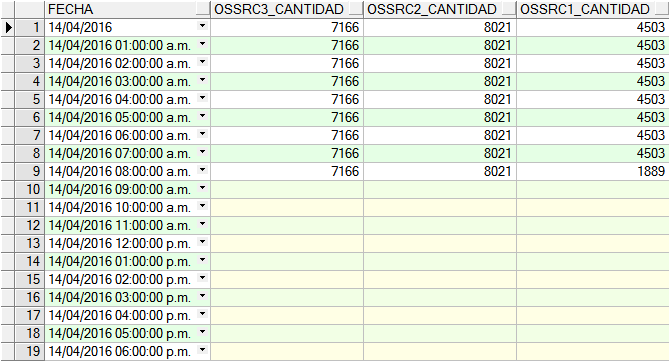 FECHA OSSRC3_CANTIDAD OSSRC2_CANTIDAD OSSRC1_CANTIDAD
1 14/04/2016 7166 8021 4503
2 14/04/2016 01:00:00 a.m. 7166 8021 4503
3 14/04/2016 02:00:00 a.m. 7166 8021 4503
4 14/04/2016 03:00:00 a.m. 7166 8021 4503
5 14/04/2016 04:00:00 a.m. 7166 8021 4503
6 14/04/2016 05:00:00 a.m. 7166 8021 4503
7 14/04/2016 06:00:00 a.m. 7166 8021 4503
8 14/04/2016 07:00:00 a.m. 7166 8021 4503
9 14/04/2016 08:00:00 a.m. 7166 8021 1889
10 14/04/2016 09:00:00 a.m.
11 14/04/2016 10:00:00 a.m.
12 14/04/2016 11:00:00 a.m.
13 14/04/2016 12:00:00 p.m.
14 14/04/2016 01:00:00 p.m.
15 14/04/2016 02:00:00 p.m.
16 14/04/2016 03:00:00 p.m.
17 14/04/2016 04:00:00 p.m.
18 14/04/2016 05:00:00 p.m.
19 14/04/2016 06:00:00 p.m.